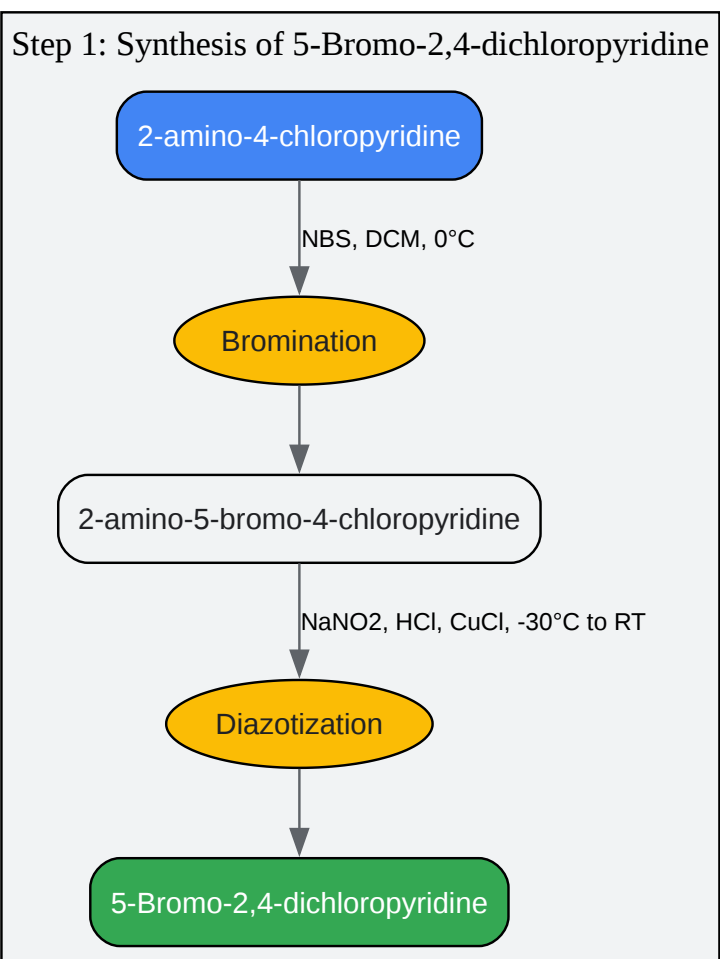 Step 1: Synthesis of 5-Bromo-2,4-dichloropyridine
2-amino-4-chloropyridine
NBS, DCM, 0°C
Bromination
2-amino-5-bromo-4-chloropyridine
NaNO2, HCl, CuCl, -30°C to RT
Diazotization
5-Bromo-2,4-dichloropyridine